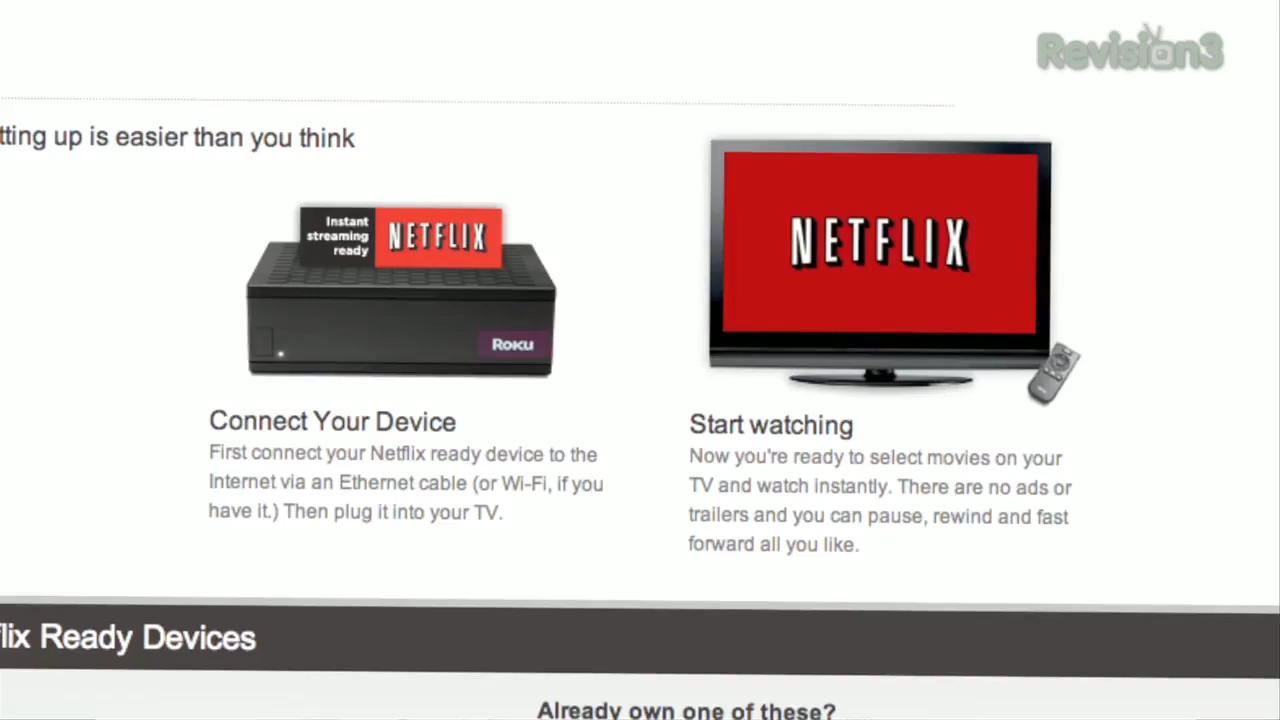 Revision3
tting up is easier than you think
Instant
streaming
ready
NETFLIX
NETFLIX
ROKU
Connect Your Device
First connect your Netflix ready device to the
Internet via an Ethernet cable (or Wi-Fi, if you
have it.) Then plug it into your TV.
Start watching
Now you're ready to select movies on your
TV and watch instantly. There are no ads or
trailers and you can pause, rewind and fast
forward all you like.
flix Ready Devices
Already own one of these?